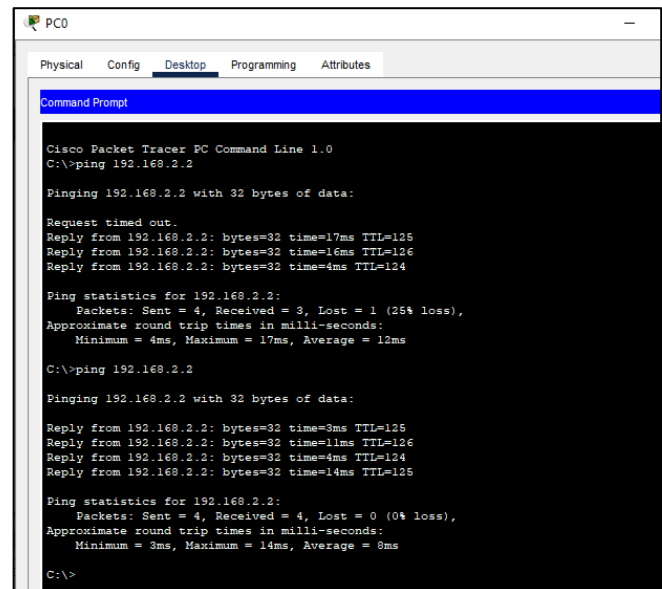 PC0
Physical Config Desktop Programming Attributes
Command Prompt
Cisco Packet Tracer PC Command Line 1.0
C:\>ping 192.168.2.2
Pinging 192.168.2.2 with 32 bytes of data:
Request timed out.
Reply from 192.168.2.2: bytes=32 time=17ms TTL=125
Reply from 192.168.2.2: bytes=32 time=16ms TTL=126
Reply from 192.168.2.2: bytes=32 time=4ms TTL=124
Ping statistics for 192.168.2.2:
Packets: Sent = 4, Received = 3, Lost = 1 (25% loss),
Approximate round trip times in milli-seconds:
Minimum = 4ms, Maximum = 17ms, Average = 12ms
C:\>ping 192.168.2.2
Pinging 192.168.2.2 with 32 bytes of data:
Reply from 192.168.2.2: bytes=32 time=3ms TTL=125
Reply from 192.168.2.2: bytes=32 time=11ms TTL=126
Reply from 192.168.2.2: bytes=32 time=4ms TTL=124
Reply from 192.168.2.2: bytes=32 time=14ms TTL=125
Ping statistics for 192.168.2.2:
Packets: Sent = 4, Received = 4, Lost = 0 (0% loss),
Approximate round trip times in milli-seconds:
Minimum = 3ms, Maximum = 14ms, Average = 8ms
C:\>